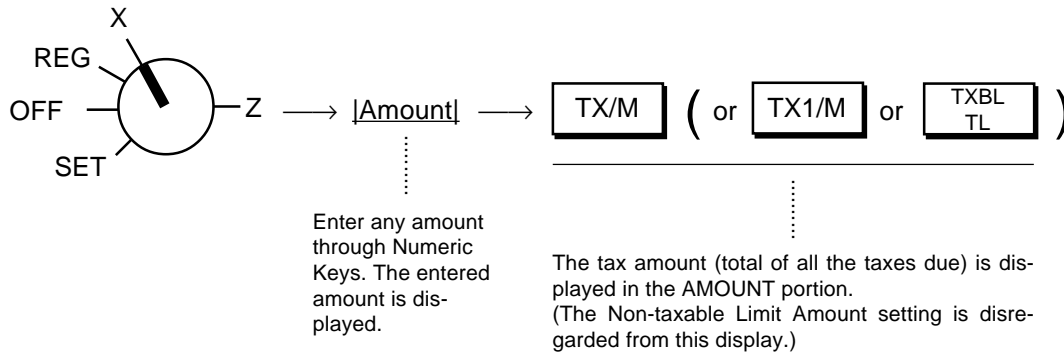 X
REG
OFF
SET
Z
|Amount|
TX/M ( or TX1/M or TXBL TL )
Enter any amount
through Numeric
Keys. The entered
amount is dis-
played.
The tax amount (total of all the taxes due) is dis-
played in the AMOUNT portion.
(The Non-taxable Limit Amount setting is disre-
garded from this display.)